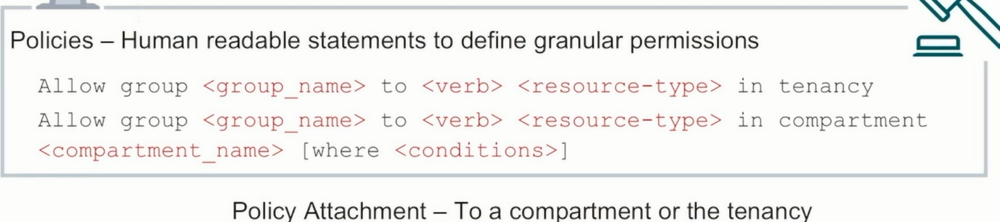 Policies – Human readable statements to define granular permissions
Allow group <group_name> to <verb> <resource-type> in tenancy
Allow group <group_name> to <verb> <resource-type> in compartment
<compartment_name> [where <conditions>]
Policy Attachment – To a compartment or the tenancy